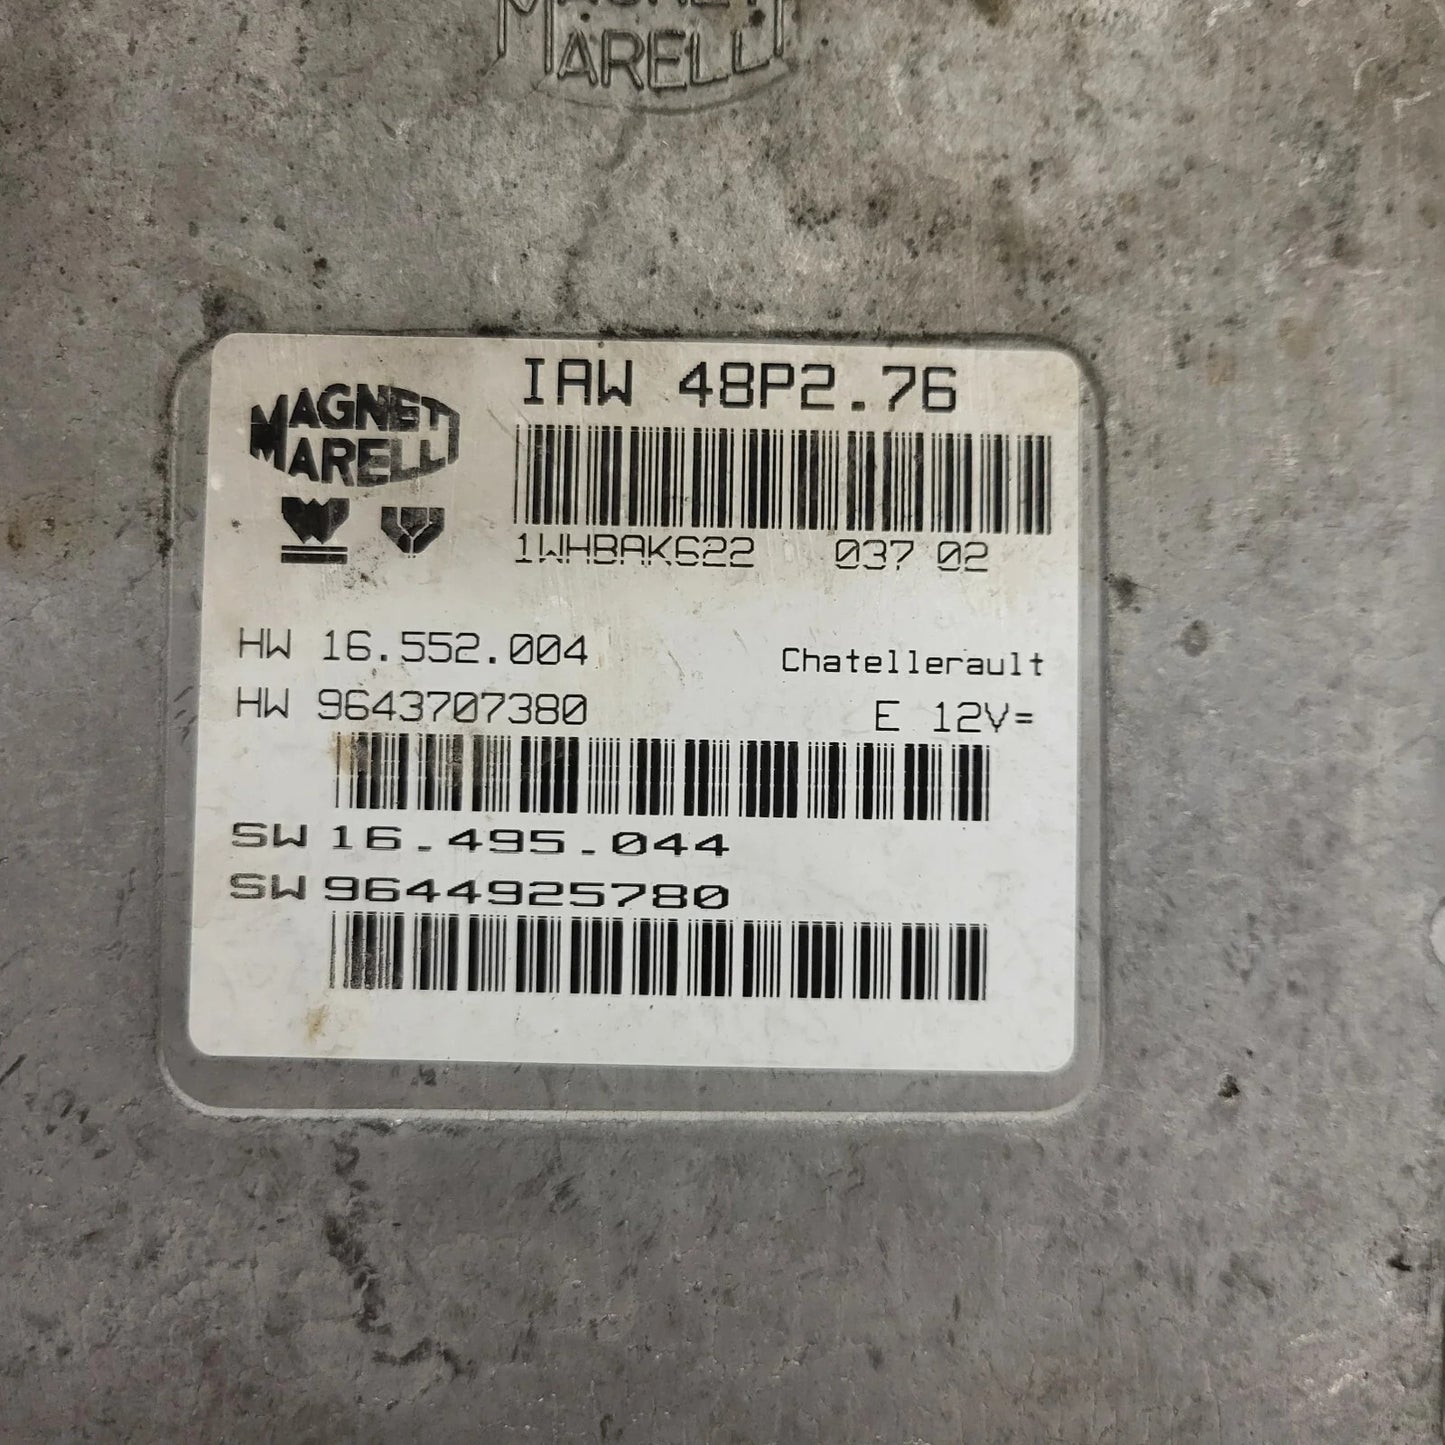 MARELLI
MAGNETI
MARELLI
IAW 48P2.76
1WHBAK622 037 02
HW 16.552.004
Chatellerault
HW 9643707380
E 12V=
SW 16.495.044
SW 9644925780